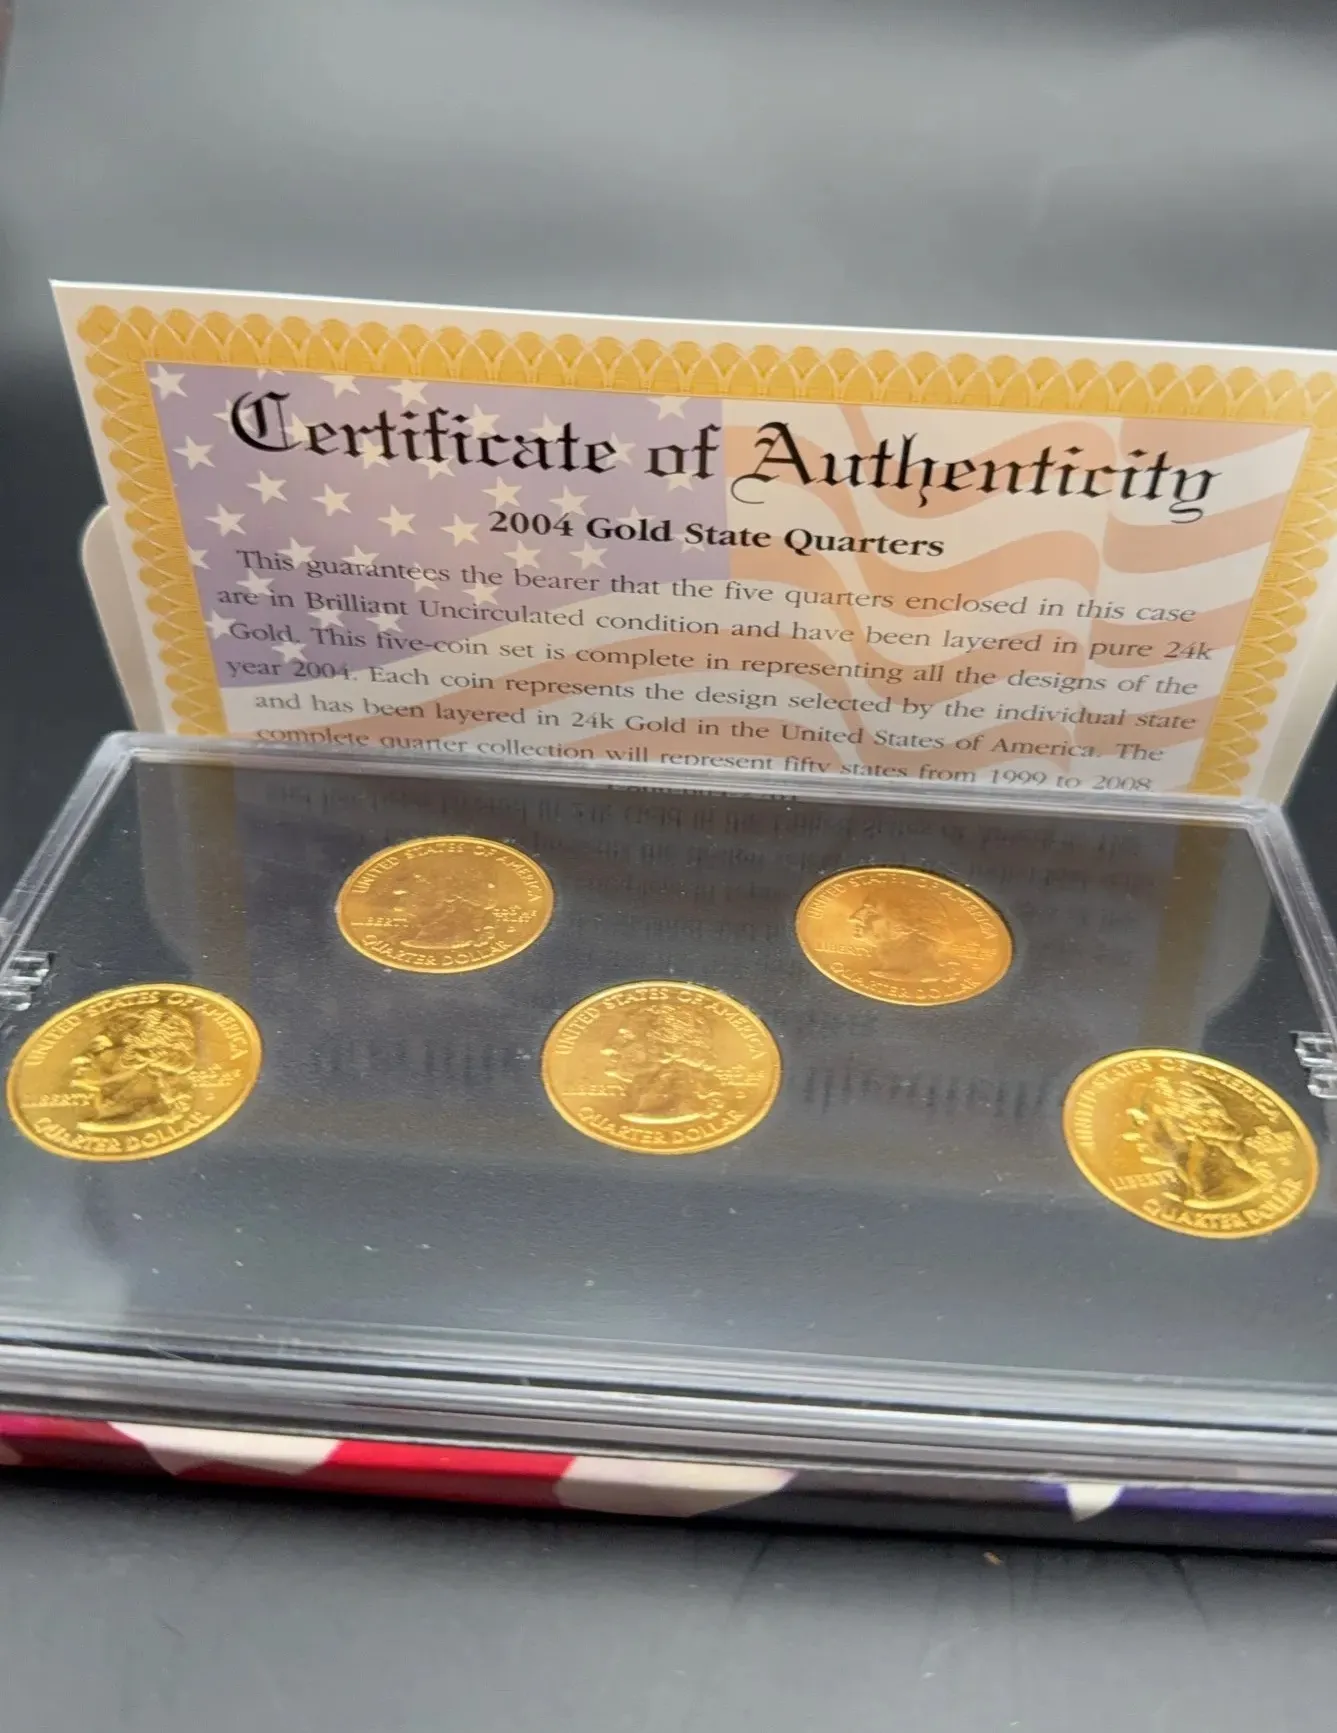 Certificate of Authenticity
2004 Gold State Quarters
This guarantees the bearer that the five quarters enclosed in this case
are in Brilliant Uncirculated condition and have been layered in pure 24k
Gold. This five-coin set is complete in representing all the designs of the
year 2004. Each coin represents the design selected by the individual state
and has been layered in 24k Gold in the United States of America. The
complete quarter collection will represent fifty states from 1999 to 2008
UNITED STATES OF AMERICA
LIBERTY
QUARTER DOLLAR
UNITED STATES OF AMERICA
LIBERTY
QUARTER DOLLAR
UNITED STATES OF AMERICA
LIBERTY
QUARTER DOLLAR
UNITED STATES OF AMERICA
LIBERTY
QUARTER DOLLAR
UNITED STATES OF AMERICA
LIBERTY
QUARTER DOLLAR